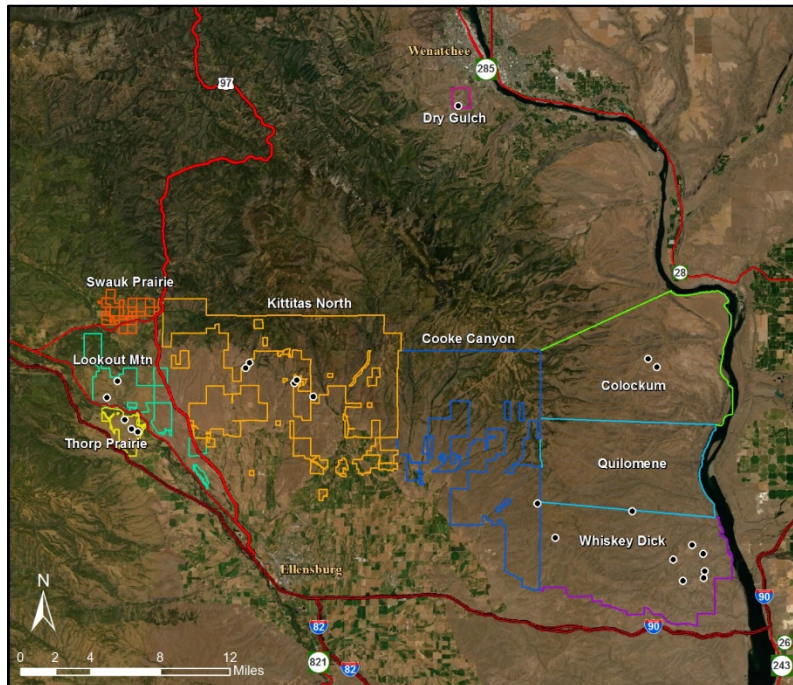 Wenatchee
285
97
Dry Gulch
28
Swauk Prairie
Kittitas North
Cooke Canyon
Lookout Mtn
Colockum
Thorp Prairie
Quilomene
Whiskey Dick
Ellensburg
N
90
82
90
26
821
82
243
0 2 4 8 12
Miles